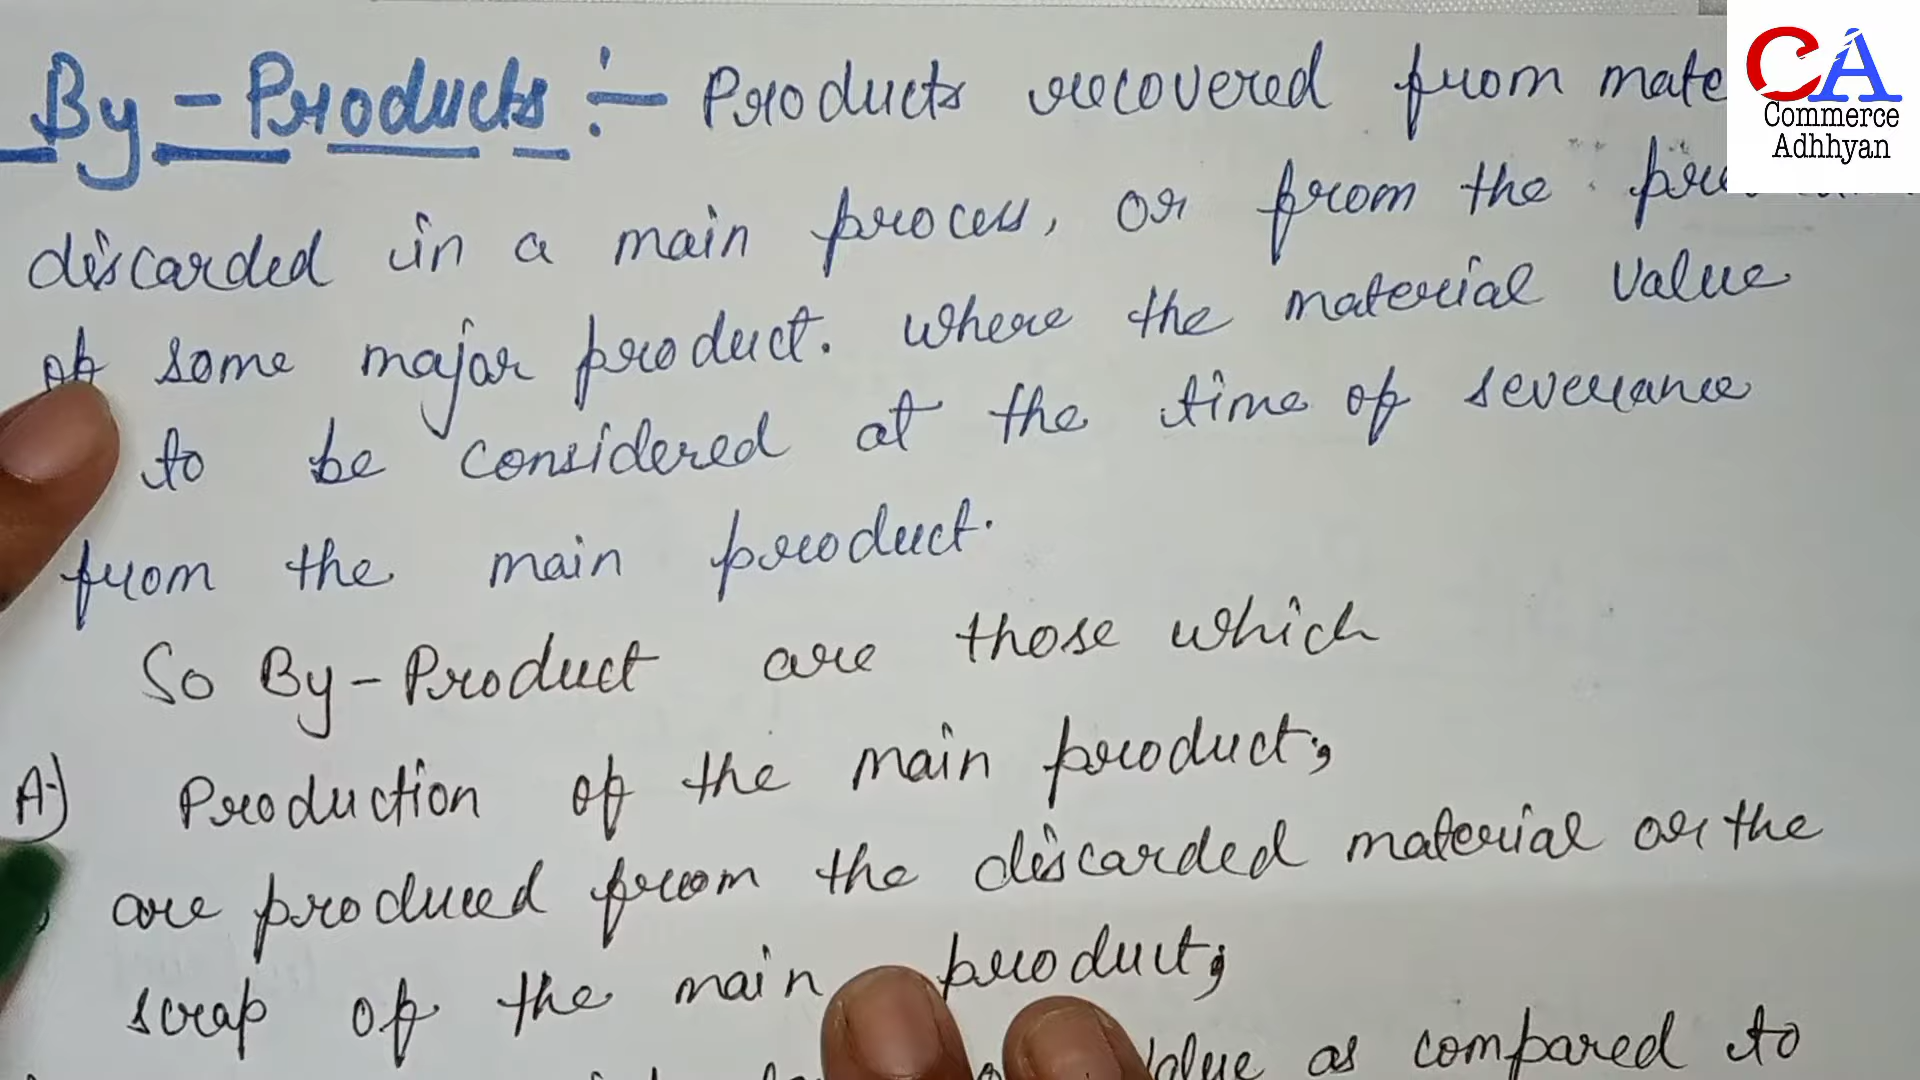 By-Products :- Products recovered from
discarded in a main process, or from the
of some major product. where the material value
to be considered at the time of severance
from the main product.
So By-Product are those which
A) Production of the main product;
are produced from the discarded material or the
scrap of the main product;
Value as compared to
CA
Commerce
Adhhyan